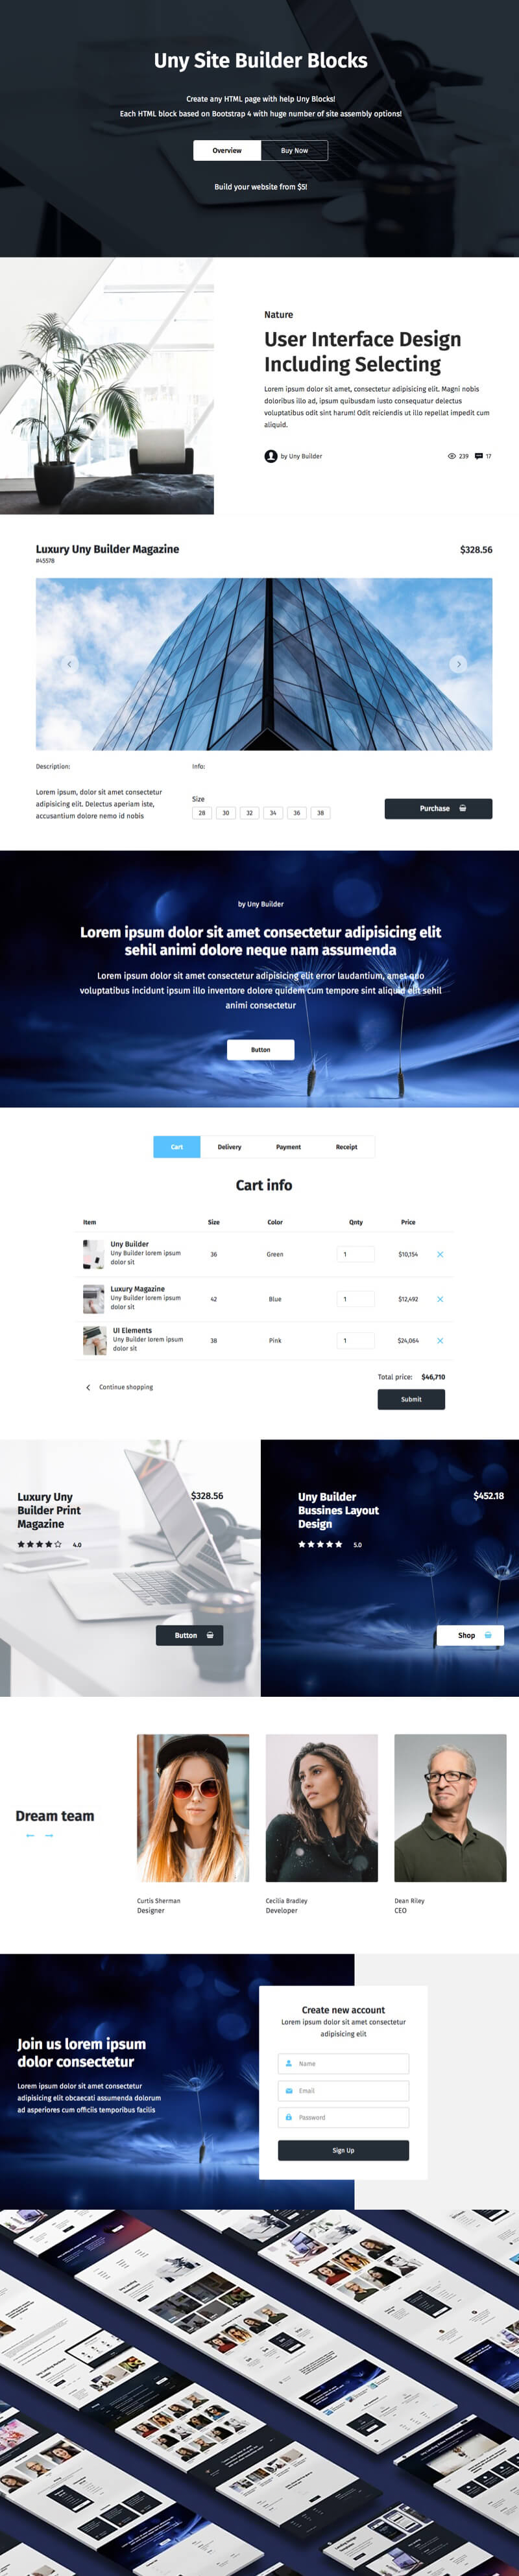 Uny Site Builder Blocks
Create any HTML page with help Uny Blocks!
Each HTML block based on Bootstrap 4 with huge number of site assembly options!
Overview
Buy Now
Build your website from $5!
Nature
User Interface Design
Including Selecting
Lorem ipsum dolor sit amet, consectetur adipisicing elit. Magni nobis
doloribus illo ad, ipsum quibusdam iusto consequatur delectus
voluptatibus odit sint harum! Odit reiciendis ut illo repellat impedit cum
aliquid.
by Uny Builder
239
17
Luxury Uny Builder Magazine
$328.56
#45578
Description:
Info:
Lorem ipsum, dolor sit amet consectetur
adipisicing elit. Delectus aperiam iste,
accusantium dolore nemo id nobis
Size
28
30
32
34
36
38
Purchase
by Uny Builder
Lorem ipsum dolor sit amet consectetur adipisicing elit
sehil animi dolore neque nam assumenda
Lorem ipsum dolor sit amet consectetur adipisicing elit error laudantium, amet quo
voluptatibus incidunt ipsum illo inventore dolore quidem cum tempore sint aliquid elit sehil
animi consectetur
Button
Cart
Delivery
Payment
Receipt
Cart info
Item
Size
Color
Qnty
Price
Uny Builder
Uny Builder lorem ipsum
dolor sit
36
Green
1
$10,154
Luxury Magazine
Uny Builder lorem ipsum
dolor sit
42
Blue
1
$12,492
UI Elements
Uny Builder lorem ipsum
dolor sit
38
Pink
1
$24,064
Total price: $46,710
Continue shopping
Submit
Luxury Uny
Builder Print
Magazine
$328.56
4.0
Button
Uny Builder
Bussines Layout
Design
$452.18
5.0
Shop
Dream team
Curtis Sherman
Designer
Cecilia Bradley
Developer
Dean Riley
CEO
Join us lorem ipsum
dolor consectetur
Lorem ipsum dolor sit amet consectetur
adipisicing elit obcaecati assumenda dolorum
ad asperiores cum officiis temporibus facilis
Create new account
Lorem ipsum dolor sit amet consectetur
adipisicing elit
Name
Email
Password
Sign Up